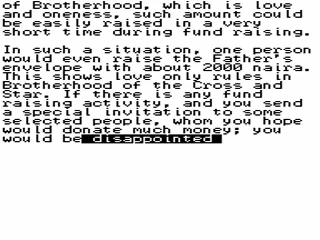 of Brotherhood, which is love
and oneness, such amount could
be easily raised in a very
short time during fund raising.
In such a situation, one person
would even raise the Father's
envelope with about 2000 naira.
This shows love only rules in
Brotherhood of the Cross and
Star. If there is any fund
raising activity, and you send
a special invitation to some
selected people, whom you hope
would donate much money; you
would be disappointed